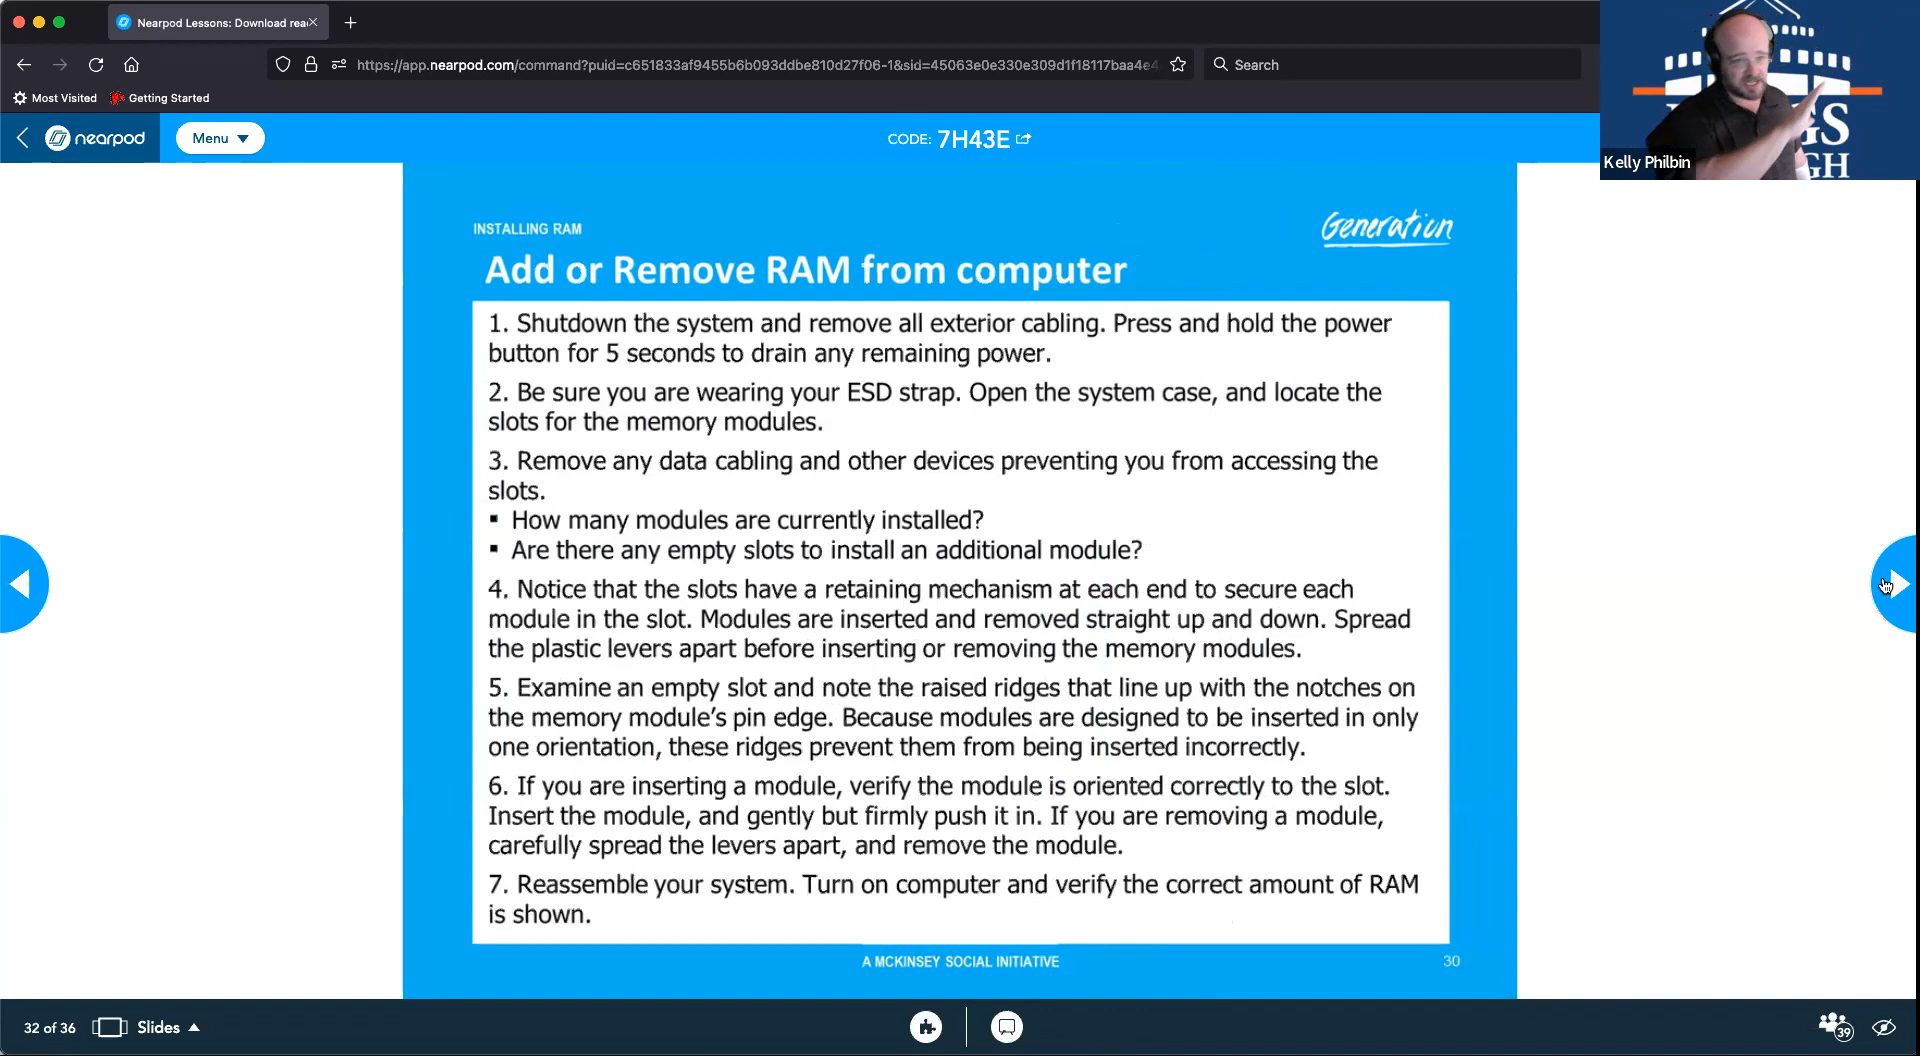 Nearpod Lessons: Download rea
https://app.nearpod.com/command?puid=c651833af9455b6b093ddbe810d27f06-1&sid=45063e0e330e309d1f18117baa4e4
Search
Most Visited
Getting Started
nearpod
Menu
CODE: 7H43E
GS
GH
Kelly Philbin
INSTALLING RAM
Generation
Add or Remove RAM from computer
1. Shutdown the system and remove all exterior cabling. Press and hold the power
button for 5 seconds to drain any remaining power.
2. Be sure you are wearing your ESD strap. Open the system case, and locate the
slots for the memory modules.
3. Remove any data cabling and other devices preventing you from accessing the
slots.
▪ How many modules are currently installed?
▪ Are there any empty slots to install an additional module?
4. Notice that the slots have a retaining mechanism at each end to secure each
module in the slot. Modules are inserted and removed straight up and down. Spread
the plastic levers apart before inserting or removing the memory modules.
5. Examine an empty slot and note the raised ridges that line up with the notches on
the memory module's pin edge. Because modules are designed to be inserted in only
one orientation, these ridges prevent them from being inserted incorrectly.
6. If you are inserting a module, verify the module is oriented correctly to the slot.
Insert the module, and gently but firmly push it in. If you are removing a module,
carefully spread the levers apart, and remove the module.
7. Reassemble your system. Turn on computer and verify the correct amount of RAM
is shown.
A MCKINSEY SOCIAL INITIATIVE
30
32 of 36
Slides
39